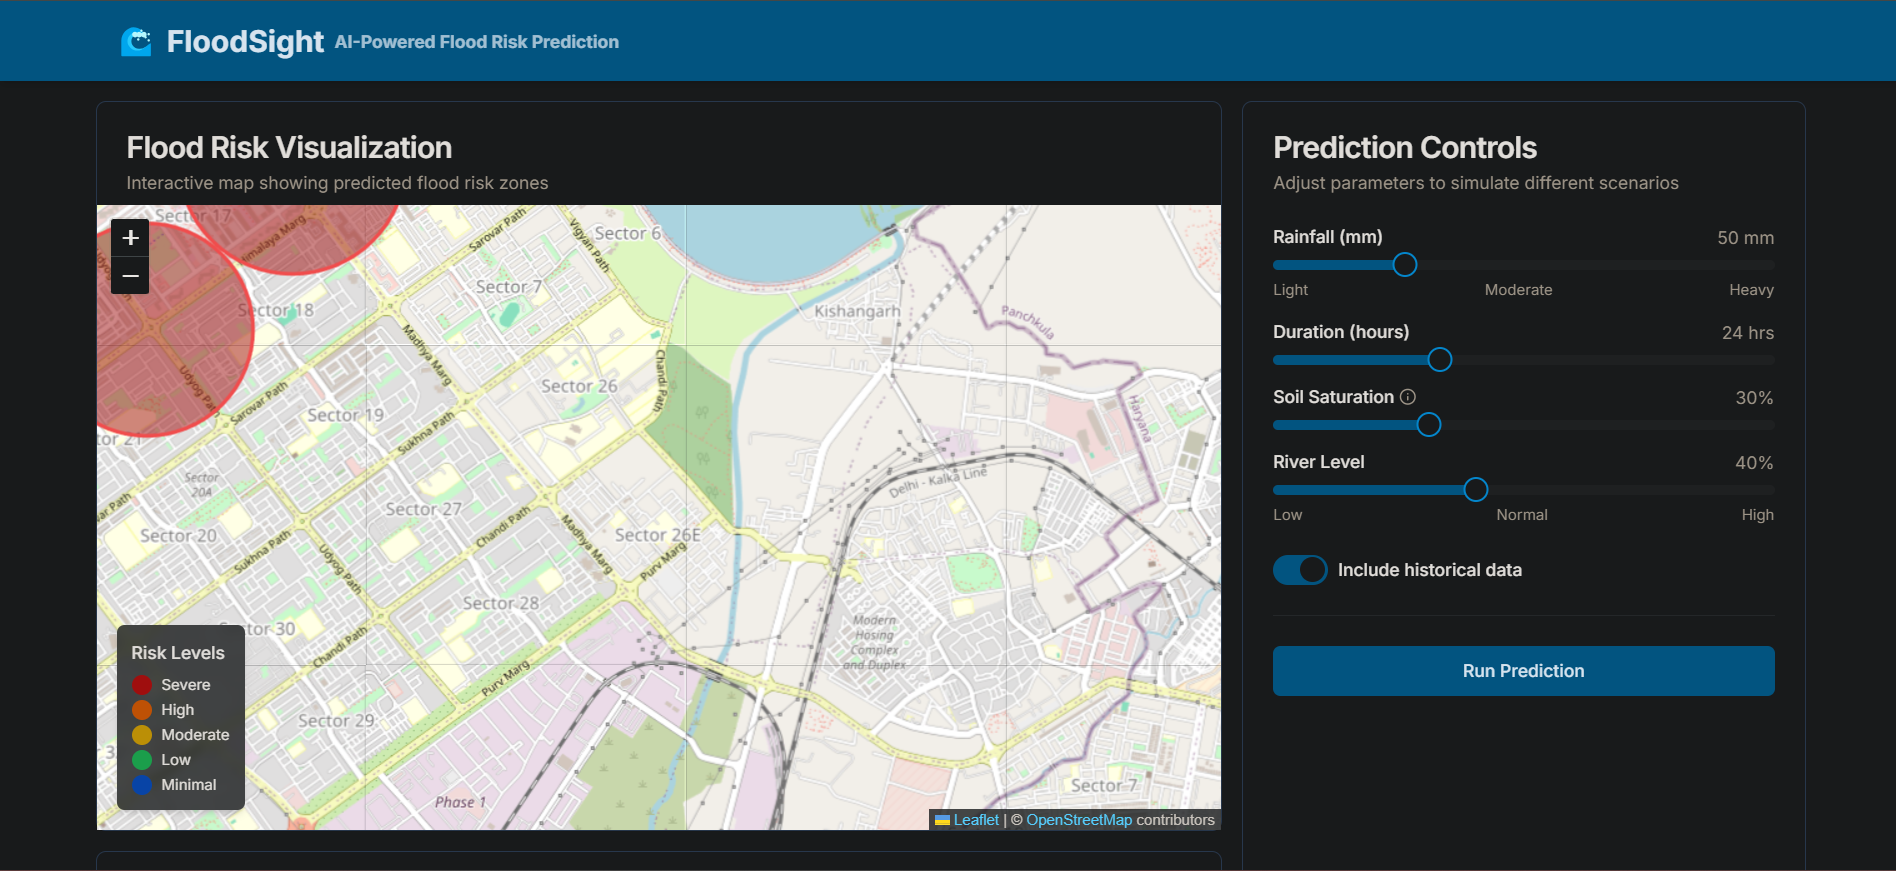 FloodSight AI-Powered Flood Risk Prediction
Flood Risk Visualization
Interactive map showing predicted flood risk zones
+
−
Sector 17
Himalaya Marg
Sarovar Path
Vigyan Path
Sector 6
Sector 7
Sector 18
Kishangarh
Panchkula
Madhya Marg
Chandi Path
Udyog Path
Sarovar Path
Sector 26
Sector 19
Sukhna Path
Haryana
Sector 20A
Delhi - Kalka Line
Sector 27
Chandi Path
Sector 20
Sukhna Path
Udyog Path
Madhya Marg
Sector 26E
Purv Marg
Sector 28
Modern
Hosing
Complex
and Duplex
Chandi Path
Purv Marg
Sector 29
Phase 1
Sector 7
Risk Levels
Severe
High
Moderate
Low
Minimal
Leaflet | © OpenStreetMap contributors
Prediction Controls
Adjust parameters to simulate different scenarios
Rainfall (mm) 50 mm
Light Moderate Heavy
Duration (hours) 24 hrs
Soil Saturation 30%
River Level 40%
Low Normal High
Include historical data
Run Prediction